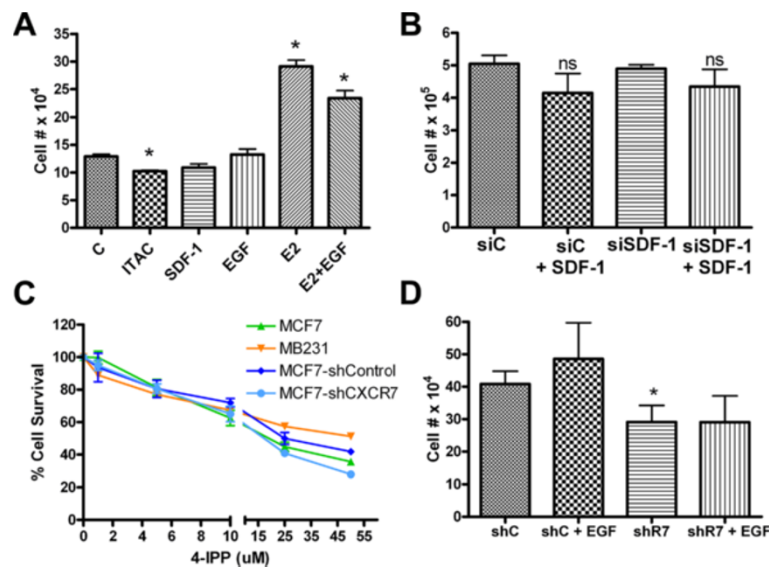 A
Cell # x 10⁴
35
30
25
20
15
10
5
0
*
*
*
C
ITAC
SDF-1
EGF
E2
E2+EGF
B
Cell # x 10⁵
6
5
4
3
2
1
0
ns
ns
siC
siC
+ SDF-1
siSDF-1
siSDF-1
+ SDF-1
C
% Cell Survival
120
100
80
60
40
20
0
MCF7
MB231
MCF7-shControl
MCF7-shCXCR7
0 2 4 6 8 10 15 25 35 45 55
4-IPP (uM)
D
Cell # x 10⁴
60
50
40
30
20
10
0
*
shC
shC + EGF
shR7
shR7 + EGF